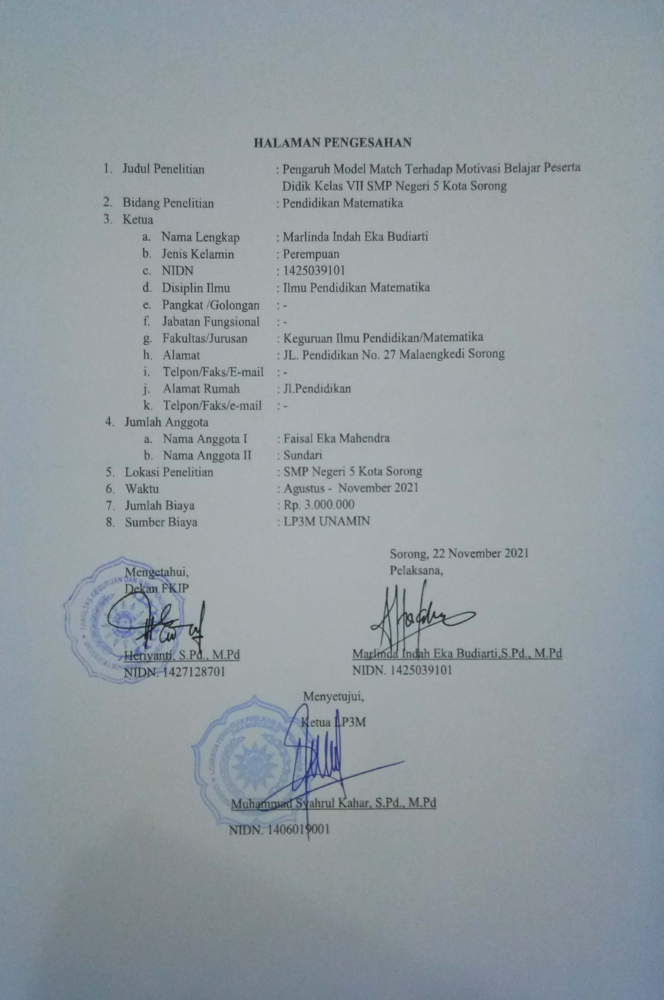 HALAMAN PENGESAHAN
1. Judul Penelitian : Pengaruh Model Match Terhadap Motivasi Belajar Peserta
Didik Kelas VII SMP Negeri 5 Kota Sorong
2. Bidang Penelitian : Pendidikan Matematika
3. Ketua
a. Nama Lengkap : Marlinda Indah Eka Budiarti
b. Jenis Kelamin : Perempuan
c. NIDN : 1425039101
d. Disiplin Ilmu : Ilmu Pendidikan Matematika
e. Pangkat /Golongan : -
f. Jabatan Fungsional : -
g. Fakultas/Jurusan : Keguruan Ilmu Pendidikan/Matematika
h. Alamat : JL. Pendidikan No. 27 Malaengkedi Sorong
i. Telpon/Faks/E-mail : -
j. Alamat Rumah : Jl.Pendidikan
k. Telpon/Faks/e-mail : -
4. Jumlah Anggota
a. Nama Anggota I : Faisal Eka Mahendra
b. Nama Anggota II : Sundari
5. Lokasi Penelitian : SMP Negeri 5 Kota Sorong
6. Waktu : Agustus - November 2021
7. Jumlah Biaya : Rp. 3.000.000
8. Sumber Biaya : LP3M UNAMIN
Sorong, 22 November 2021
Mengetahui, Pelaksana,
Dekan FKIP
FAKULTAS KEGURUAN DAN
Heriyanti, S.Pd., M.Pd Marlinda Indah Eka Budiarti,S.Pd., M.Pd
NIDN. 1427128701 NIDN. 1425039101
Menyetujui,
Ketua LP3M
LEMBAGA PENELITIAN PUBLIKASI
Muhammad Syahrul Kahar, S.Pd., M.Pd
NIDN. 1406019001